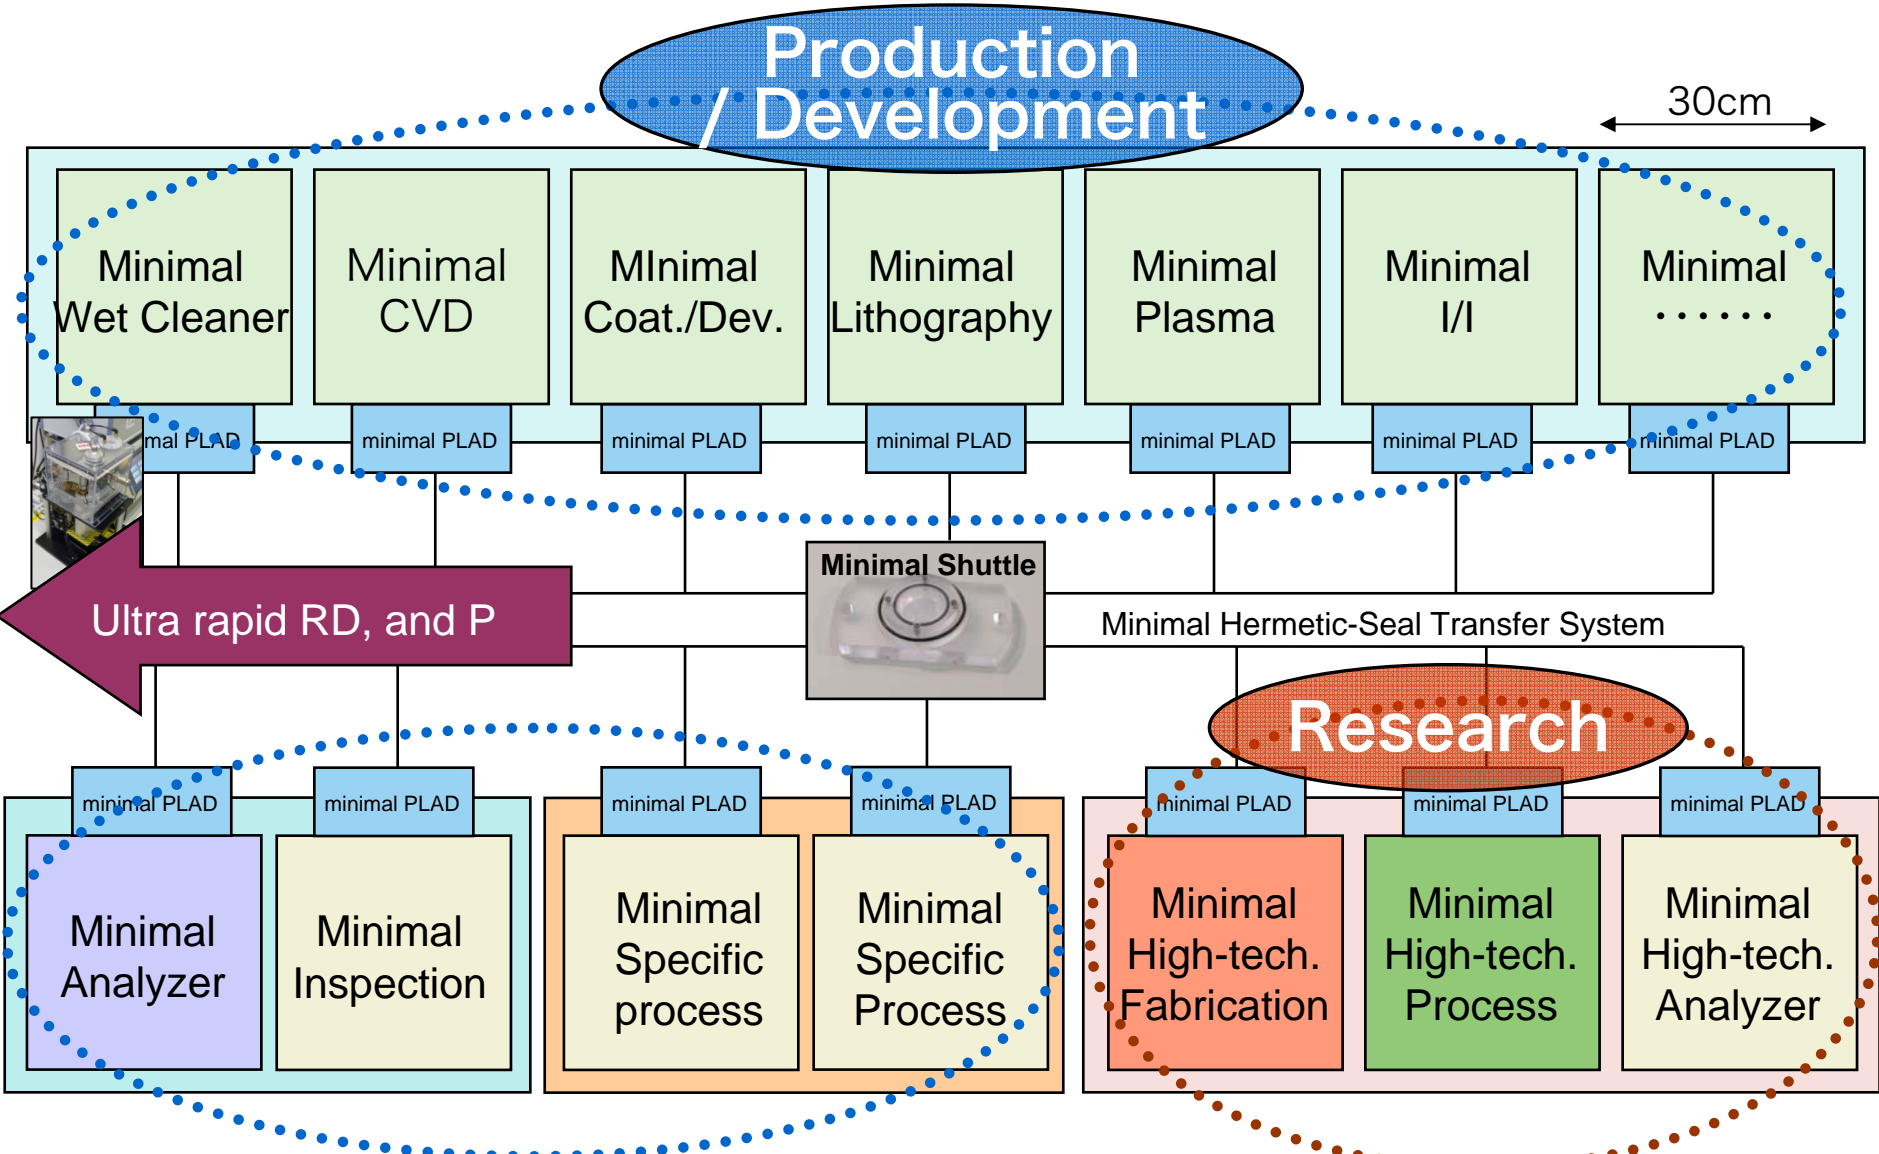 Production
/ Development
30cm
Minimal
Wet Cleaner
Minimal
CVD
MInimal
Coat./Dev.
Minimal
Lithography
Minimal
Plasma
Minimal
I/I
Minimal
・・・・・・
mal PLAD
minimal PLAD
minimal PLAD
minimal PLAD
minimal PLAD
minimal PLAD
minimal PLAD
Minimal Shuttle
Ultra rapid RD, and P
Minimal Hermetic-Seal Transfer System
Research
minimal PLAD
minimal PLAD
minimal PLAD
minimal PLAD
minimal PLAD
minimal PLAD
minimal PLAD
Minimal
Analyzer
Minimal
Inspection
Minimal
Specific
process
Minimal
Specific
Process
Minimal
High-tech.
Fabrication
Minimal
High-tech.
Process
Minimal
High-tech.
Analyzer